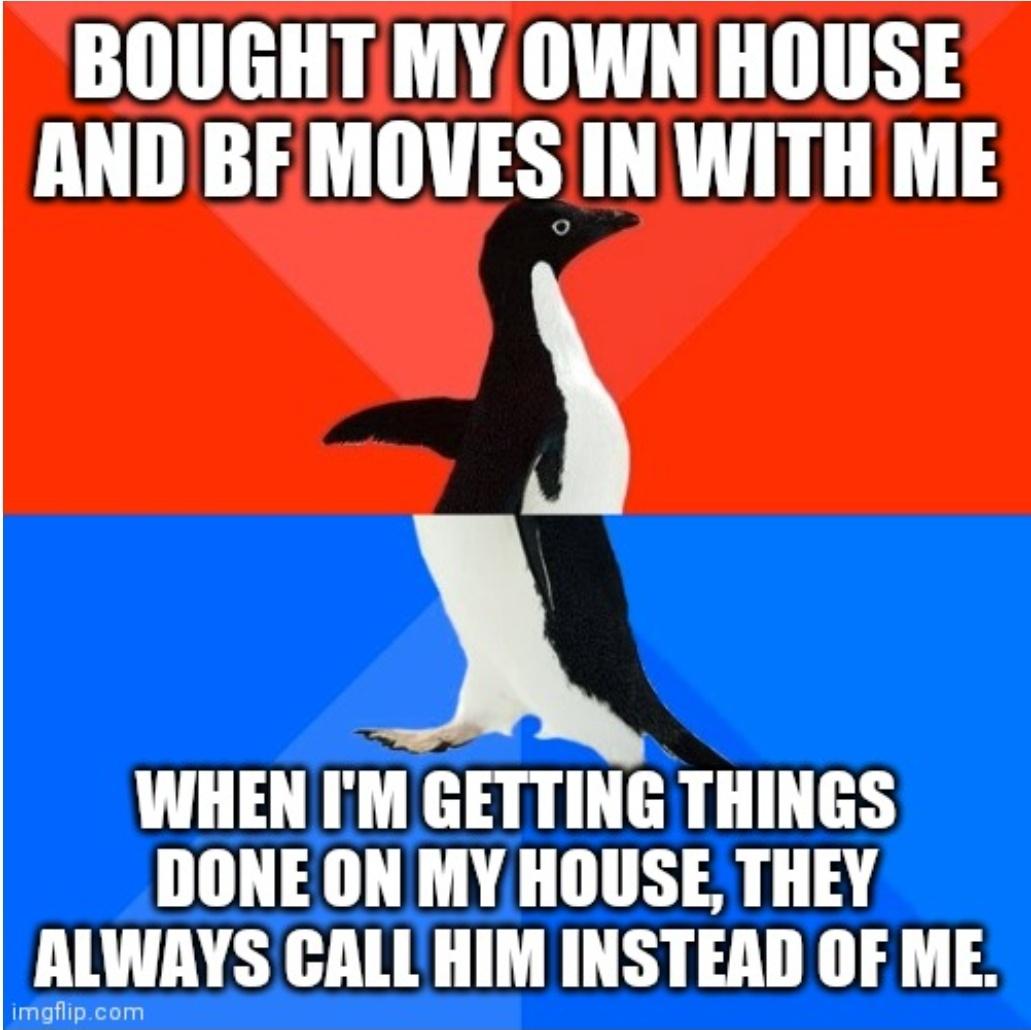 BOUGHT MY OWN HOUSE
AND BF MOVES IN WITH ME
WHEN I'M GETTING THINGS
DONE ON MY HOUSE, THEY
ALWAYS CALL HIM INSTEAD OF ME.
imgflip.com